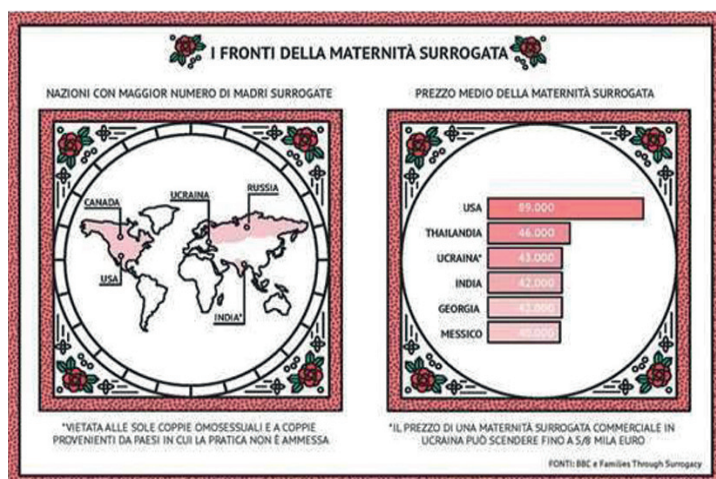 I FRONTI DELLA MATERNITÀ SURROGATA
NAZIONI CON MAGGIOR NUMERO DI MADRI SURROGATE
CANADA
UCRAINA
RUSSIA
USA
INDIA*
*VIETATA ALLE SOLE COPPIE OMOSESSUALI E A COPPIE
PROVENIENTI DA PAESI IN CUI LA PRATICA NON È AMMESSA
PREZZO MEDIO DELLA MATERNITÀ SURROGATA
USA 89.000
THAILANDIA 46.000
UCRAINA* 43.000
INDIA 42.000
GEORGIA
MESSICO
*IL PREZZO DI UNA MATERNITÀ SURROGATA COMMERCIALE IN
UCRAINA PUÒ SCENDERE FINO A 5/8 MILA EURO
FONTI: BBC e Families Through Surrogacy